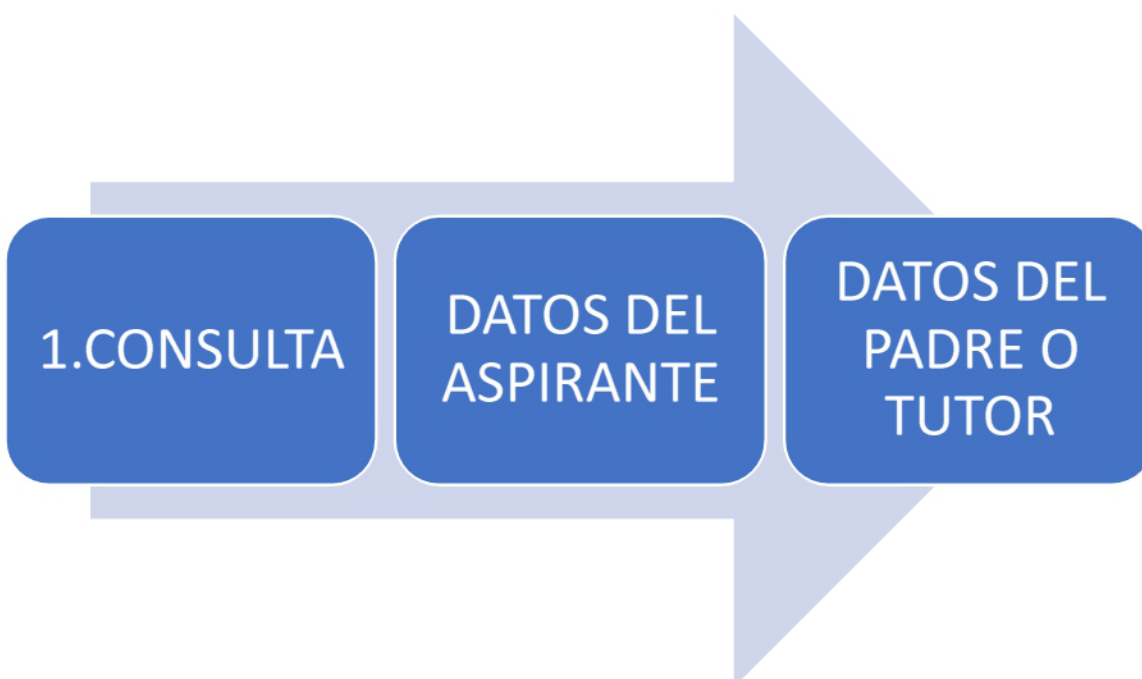 1.CONSULTA
DATOS DEL
ASPIRANTE
DATOS DEL
PADRE O
TUTOR